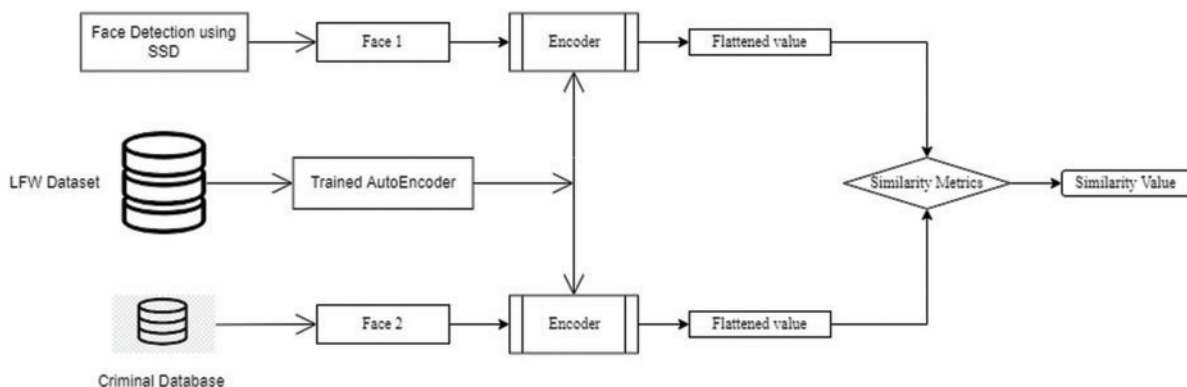 Face Detection using
SSD
Face 1
Encoder
Flattened value
LFW Dataset
Trained AutoEncoder
Similarity Metrics
Similarity Value
Face 2
Encoder
Flattened value
Criminal Database